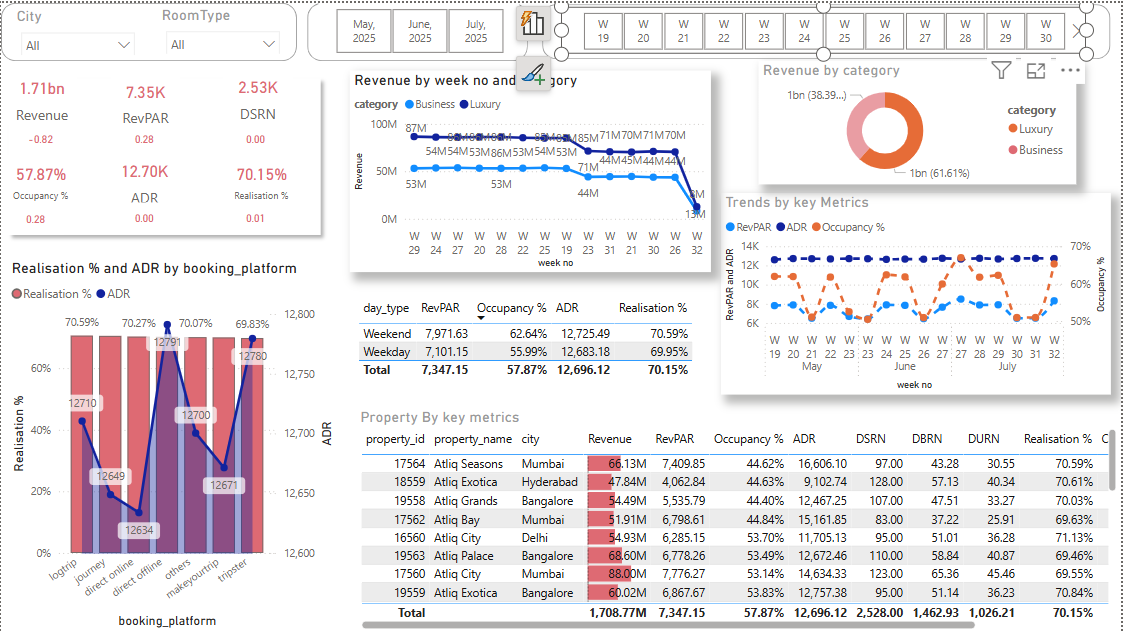 City
RoomType
All
All
May, 2025
June, 2025
July, 2025
W 19
W 20
W 21
W 22
W 23
W 24
W 25
W 26
W 27
W 28
W 29
W 30
1.71bn
Revenue
-0.82
7.35K
RevPAR
0.28
2.53K
DSRN
0.00
57.87%
Occupancy %
0.28
12.70K
ADR
0.00
70.15%
Realisation %
0.01
Revenue by week no and
category Business Luxury
100M
50M
0M
Revenue
87M
85M 71M 70M 71M 70M
54M 54M 53M 86M 53M 54M 53M
71M
44M 45M 44M 44M
53M
53M
44M
13M
W 29 W 24 W 27 W 20 W 28 W 22 W 25 W 19 W 23 W 31 W 21 W 30 W 26 W 32
week no
Revenue by category
1bn (38.39...)
1bn (61.61%)
category
Luxury
Business
Trends by key Metrics
RevPAR ADR Occupancy %
14K
12K
10K
8K
6K
RevPAR and ADR
70%
60%
50%
Occupancy %
W 19 W 20 W 21 W 22 W 23 W 23 W 24 W 25 W 26 W 27 W 27 W 28 W 29 W 30 W 31 W 32
May June July
week no
Realisation % and ADR by booking_platform
Realisation % ADR
70.59% 70.27% 70.07% 69.83%
60%
40%
20%
0%
Realisation %
12,800
12,750
12,700
12,650
12,600
ADR
12710
12649
12634
12791
12700
12671
12780
logtrip
journey
direct online
direct offline
others
makeyourtrip
tripster
booking_platform
day_type RevPAR Occupancy % ADR Realisation %
Weekend 7,971.63 62.64% 12,725.49 70.59%
Weekday 7,101.15 55.99% 12,683.18 69.95%
Total 7,347.15 57.87% 12,696.12 70.15%
Property By key metrics
property_id property_name city Revenue RevPAR Occupancy % ADR DSRN DBRN DURN Realisation % C
17564 Atliq Seasons Mumbai 66.13M 7,409.85 44.62% 16,606.10 97.00 43.28 30.55 70.59%
18559 Atliq Exotica Hyderabad 47.84M 4,062.84 44.63% 9,102.74 128.00 57.13 40.34 70.61%
19558 Atliq Grands Bangalore 54.49M 5,535.79 44.40% 12,467.25 107.00 47.51 33.27 70.03%
17562 Atliq Bay Mumbai 51.91M 6,798.61 44.84% 15,161.85 83.00 37.22 25.91 69.63%
16560 Atliq City Delhi 54.93M 6,285.15 53.70% 11,705.13 95.00 51.01 36.28 71.13%
19563 Atliq Palace Bangalore 68.60M 6,778.26 53.49% 12,672.46 110.00 58.84 40.87 69.46%
17560 Atliq City Mumbai 88.00M 7,776.27 53.14% 14,634.33 123.00 65.36 45.46 69.55%
19559 Atliq Exotica Bangalore 60.02M 6,867.67 53.83% 12,757.38 95.00 51.14 36.23 70.84%
Total 1,708.77M 7,347.15 57.87% 12,696.12 2,528.00 1,462.93 1,026.21 70.15%